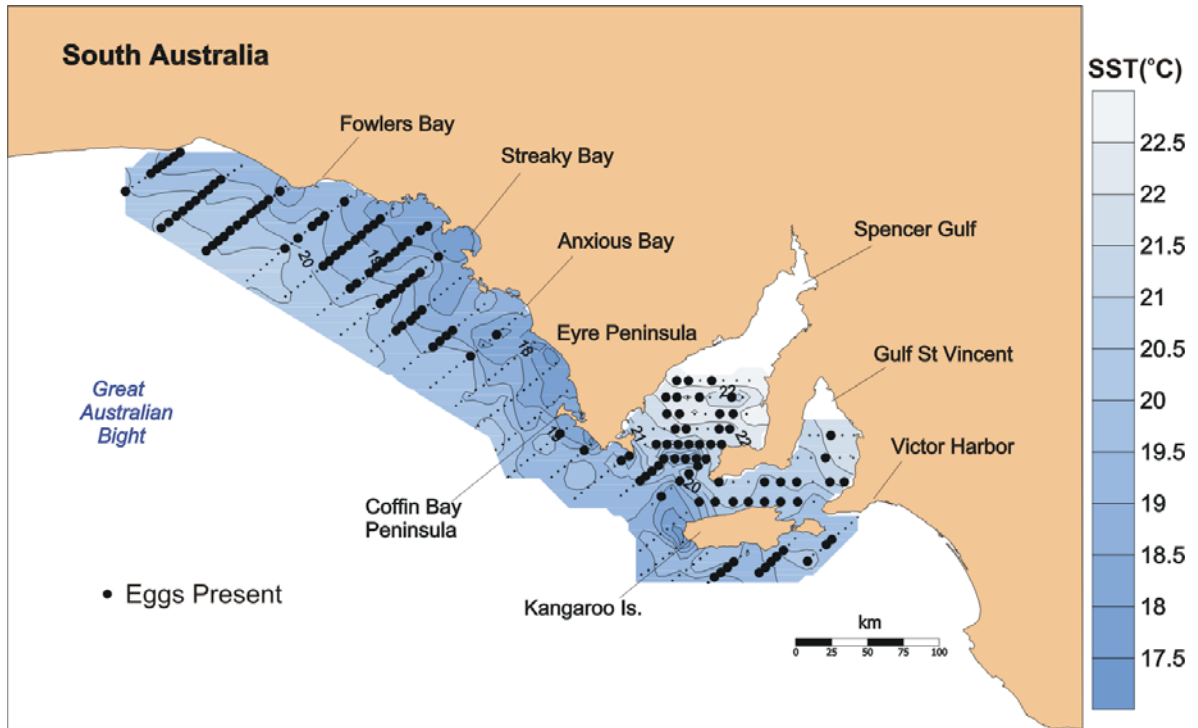 South Australia
SST(°C)
Fowlers Bay
Streaky Bay
Anxious Bay
Spencer Gulf
Eyre Peninsula
Gulf St Vincent
Victor Harbor
Great
Australian
Bight
Coffin Bay
Peninsula
Kangaroo Is.
• Eggs Present
km
0 25 50 75 100
22.5
22
21.5
21
20.5
20
19.5
19
18.5
18
17.5
20
19
18
19
21
22
22
20